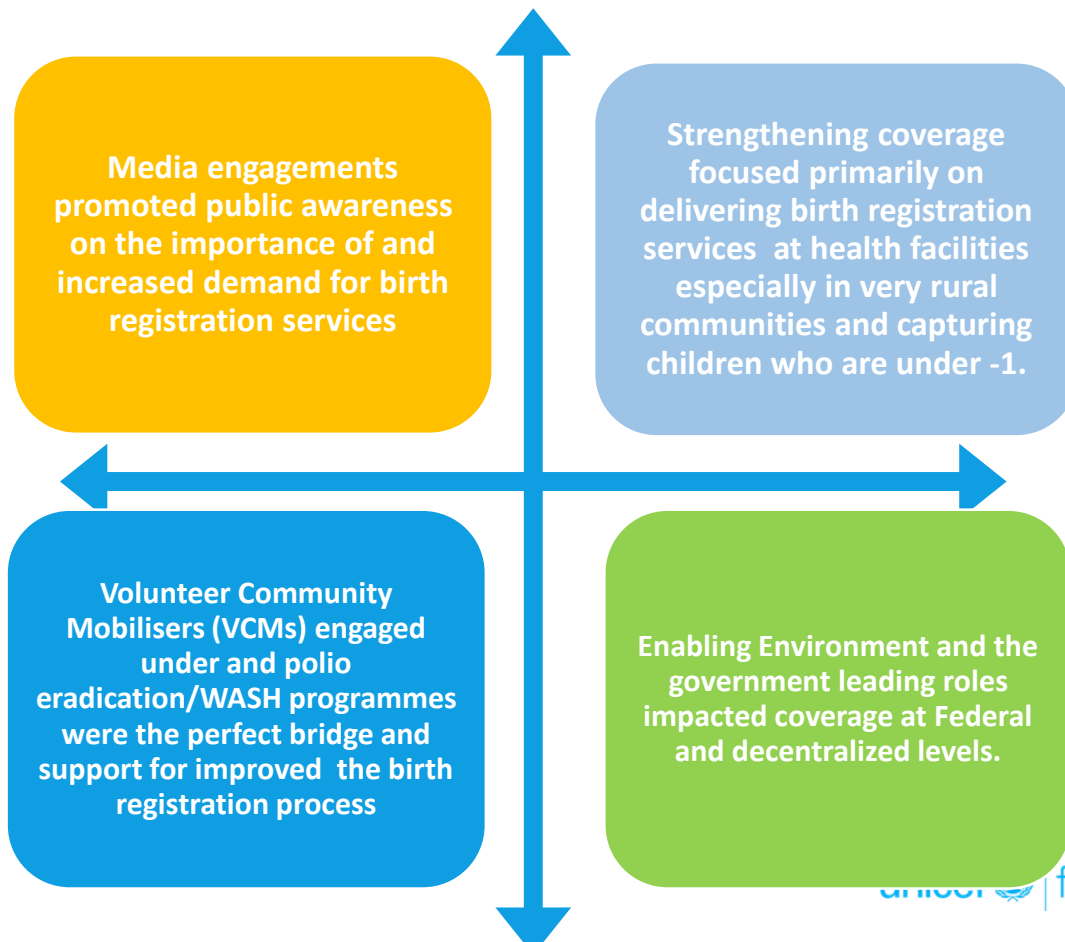 Media engagements
promoted public awareness
on the importance of and
increased demand for birth
registration services
Strengthening coverage
focused primarily on
delivering birth registration
services  at health facilities
especially in very rural
communities and capturing
children who are under -1.
Volunteer Community
Mobilisers (VCMs) engaged
under and polio
eradication/WASH programmes
were the perfect bridge and
support for improved  the birth
registration process
Enabling Environment and the
government leading roles
impacted coverage at Federal
and decentralized levels.
unicef